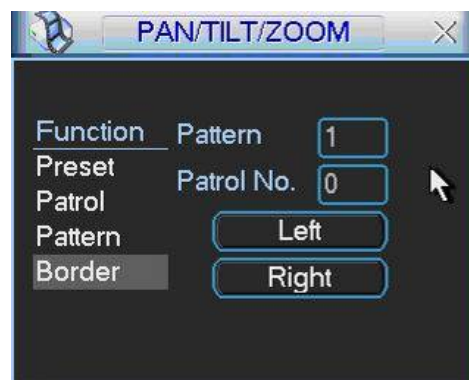 PAN/TILT/ZOOM
Function
Preset
Patrol
Pattern
Border
Pattern 1
Patrol No. 0
Left
Right